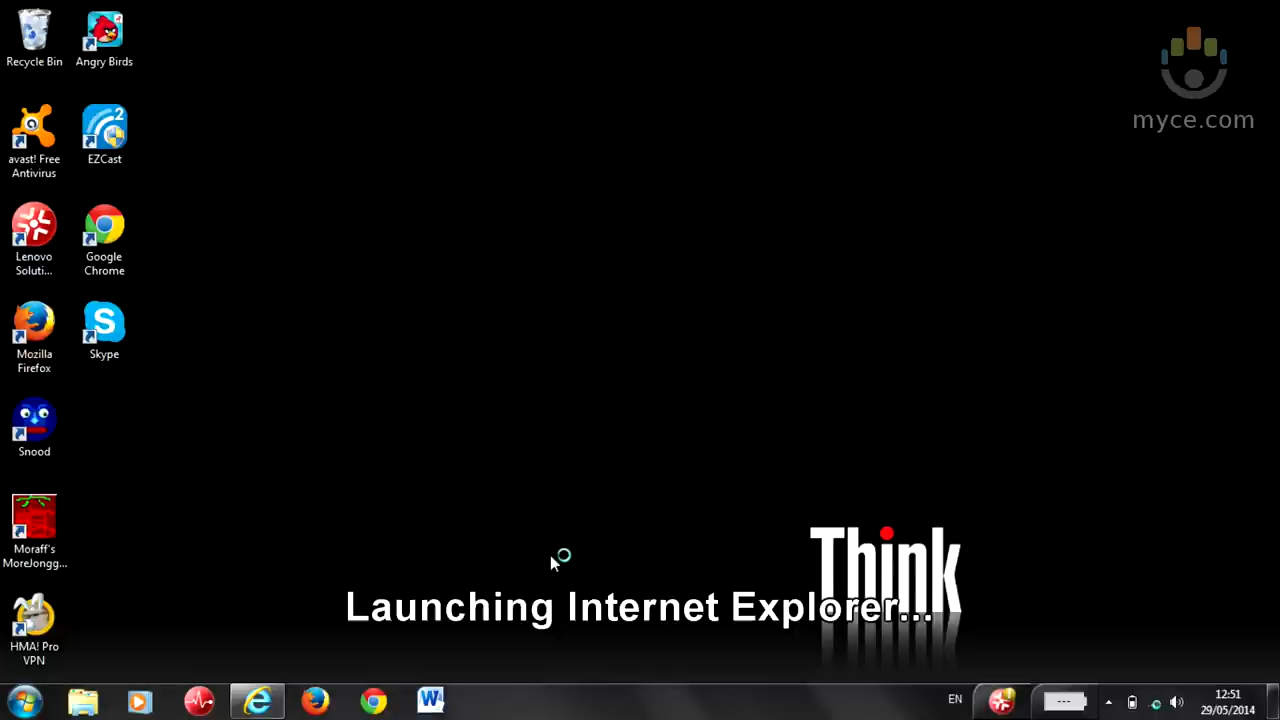 Recycle Bin
Angry Birds
avast! Free
Antivirus
2
EZCast
Lenovo
Soluti...
Google
Chrome
Mozilla
Firefox
S
Skype
Snood
Moraff's
MoreJongg...
HMA! Pro
VPN
myce.com
Think
Launching Internet Explorer...
W
EN
---
12:51
29/05/2014